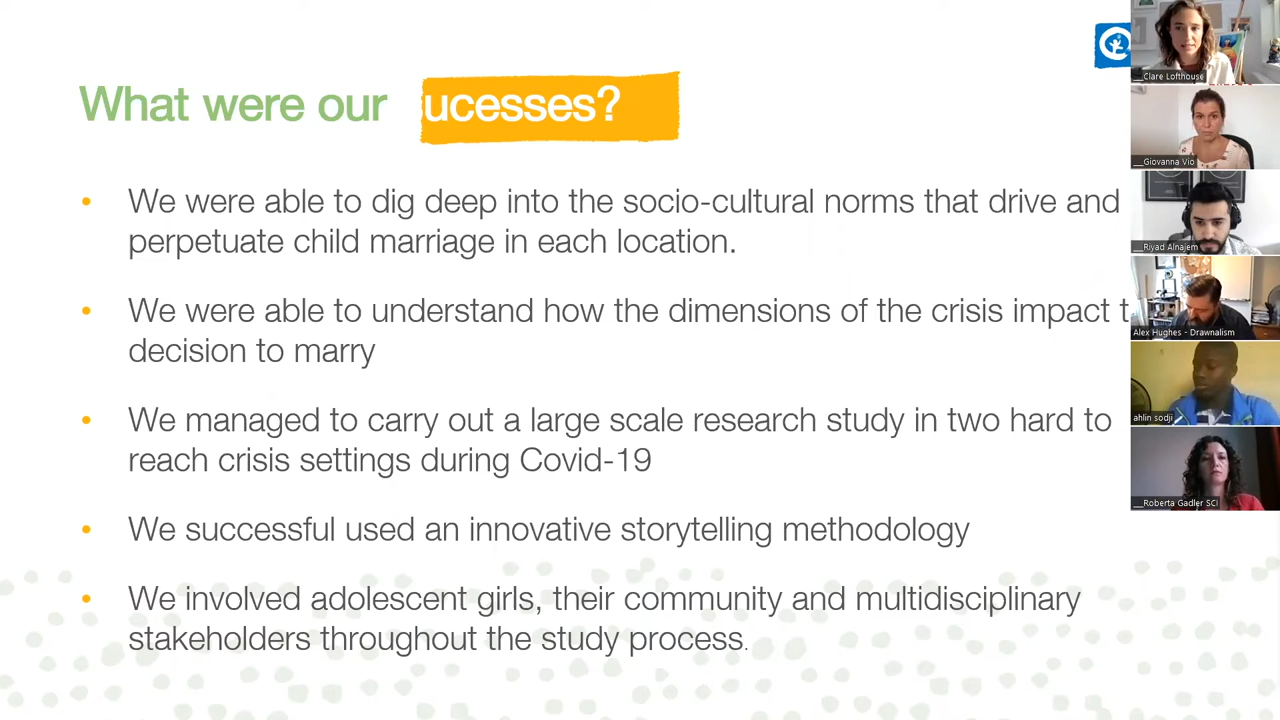 What were our ucesses?
• We were able to dig deep into the socio-cultural norms that drive and
perpetuate child marriage in each location.
• We were able to understand how the dimensions of the crisis impact t
decision to marry
• We managed to carry out a large scale research study in two hard to
reach crisis settings during Covid-19
• We successful used an innovative storytelling methodology
• We involved adolescent girls, their community and multidisciplinary
stakeholders throughout the study process.
__Clare Lofthouse
__Giovanna Vio
__Riyad Alnajem
Alex Hughes - Drawnalism
ahlin sodji
__Roberta Gadler SCI